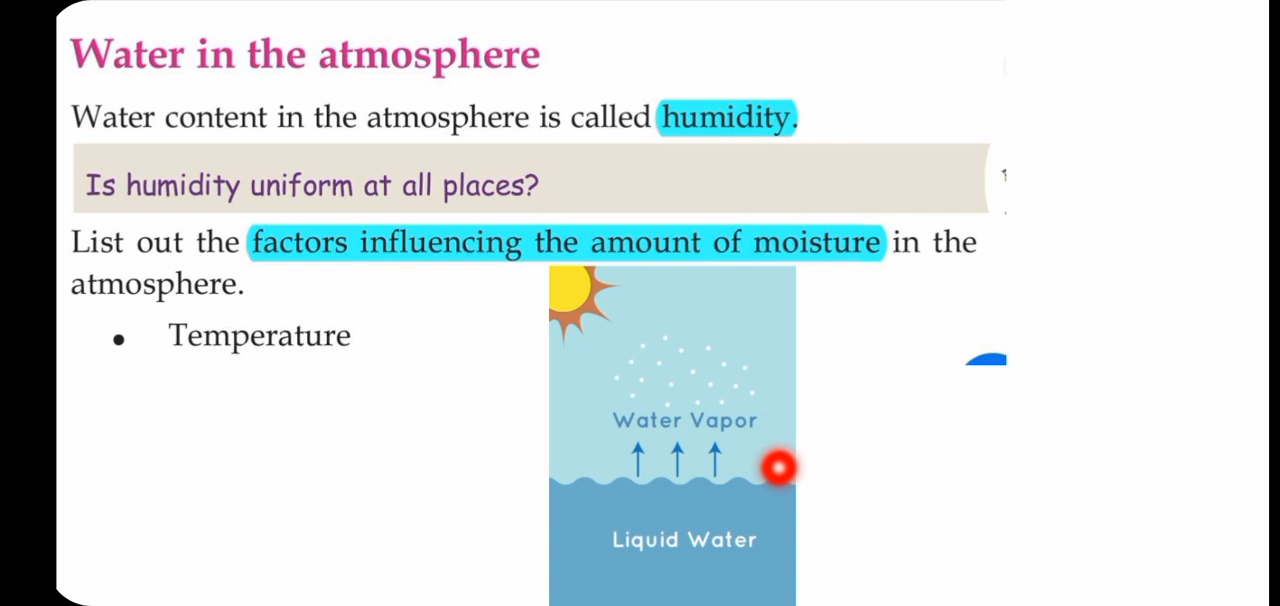 Water in the atmosphere
Water content in the atmosphere is called humidity.
Is humidity uniform at all places?
List out the factors influencing the amount of moisture in the
atmosphere.
• Temperature
Water Vapor
Liquid Water